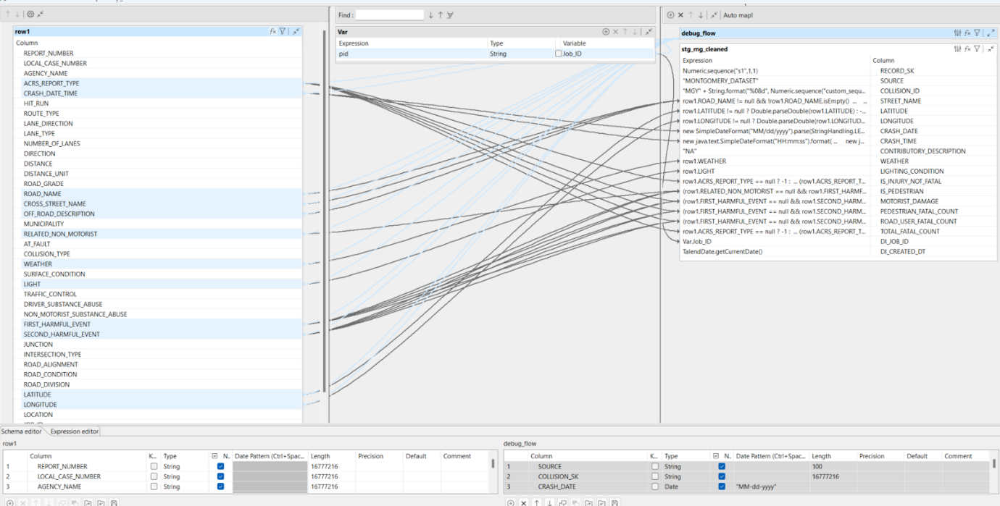 Find :
Auto map!
row1
Column
REPORT_NUMBER
LOCAL_CASE_NUMBER
AGENCY_NAME
ACRS_REPORT_TYPE
CRASH_DATE_TIME
HIT_RUN
ROUTE_TYPE
LANE_DIRECTION
LANE_TYPE
NUMBER_OF_LANES
DIRECTION
DISTANCE
DISTANCE_UNIT
ROAD_GRADE
ROAD_NAME
CROSS_STREET_NAME
OFF_ROAD_DESCRIPTION
MUNICIPALITY
RELATED_NON_MOTORIST
AT_FAULT
COLLISION_TYPE
WEATHER
SURFACE_CONDITION
LIGHT
TRAFFIC_CONTROL
DRIVER_SUBSTANCE_ABUSE
NON_MOTORIST_SUBSTANCE_ABUSE
FIRST_HARMFUL_EVENT
SECOND_HARMFUL_EVENT
JUNCTION
INTERSECTION_TYPE
ROAD_ALIGNMENT
ROAD_CONDITION
ROAD_DIVISION
LATITUDE
LONGITUDE
LOCATION
Var
Expression Type Variable
pid String Job_ID
debug_flow
stg_mg_cleaned
Expression Column
Numeric.sequence("s1",1,1) RECORD_SK
"MONTGOMERY_DATASET" SOURCE
"MGY" + String.format("%08d", Numeric.sequence("custom_sequ... COLLISION_ID
row1.ROAD_NAME != null && !row1.ROAD_NAME.isEmpty() ... ... STREET_NAME
row1.LATITUDE != null ? Double.parseDouble(row1.LATITUDE) : -... LATITUDE
row1.LONGITUDE != null ? Double.parseDouble(row1.LONGITUD... LONGITUDE
new SimpleDateFormat("MM/dd/yyyy").parse(StringHandling.LE... CRASH_DATE
new java.text.SimpleDateFormat("HH:mm:ss").format( ... new j... CRASH_TIME
"NA" CONTRIBUTORY_DESCRIPTION
row1.WEATHER WEATHER
row1.LIGHT LIGHTING_CONDITION
row1.ACRS_REPORT_TYPE == null ? -1 : ... (row1.ACRS_REPORT_T... IS_INJURY_NOT_FATAL
(row1.RELATED_NON_MOTORIST == null && row1.FIRST_HARMF... IS_PEDESTRIAN
(row1.FIRST_HARMFUL_EVENT == null && row1.SECOND_HARM... MOTORIST_DAMAGE
(row1.FIRST_HARMFUL_EVENT == null && row1.SECOND_HARM... PEDESTRIAN_FATAL_COUNT
(row1.FIRST_HARMFUL_EVENT == null && row1.SECOND_HARM... ROAD_USER_FATAL_COUNT
row1.ACRS_REPORT_TYPE == null ? -1 : ... (row1.ACRS_REPORT_T... TOTAL_FATAL_COUNT
Var.Job_ID DI_JOB_ID
TalendDate.getCurrentDate() DI_CREATED_DT
Schema editor Expression editor
row1
Column K... Type N.. Date Pattern (Ctrl+Spac... Length Precision Default Comment
1 REPORT_NUMBER String 16777216
2 LOCAL_CASE_NUMBER String 16777216
3 AGENCY_NAME String 16777216
debug_flow
Column K... Type N.. Date Pattern (Ctrl+Spac... Length Precision Default Comment
1 SOURCE String 100
2 COLLISION_SK String 16777216
3 CRASH_DATE Date "MM-dd-yyyy"